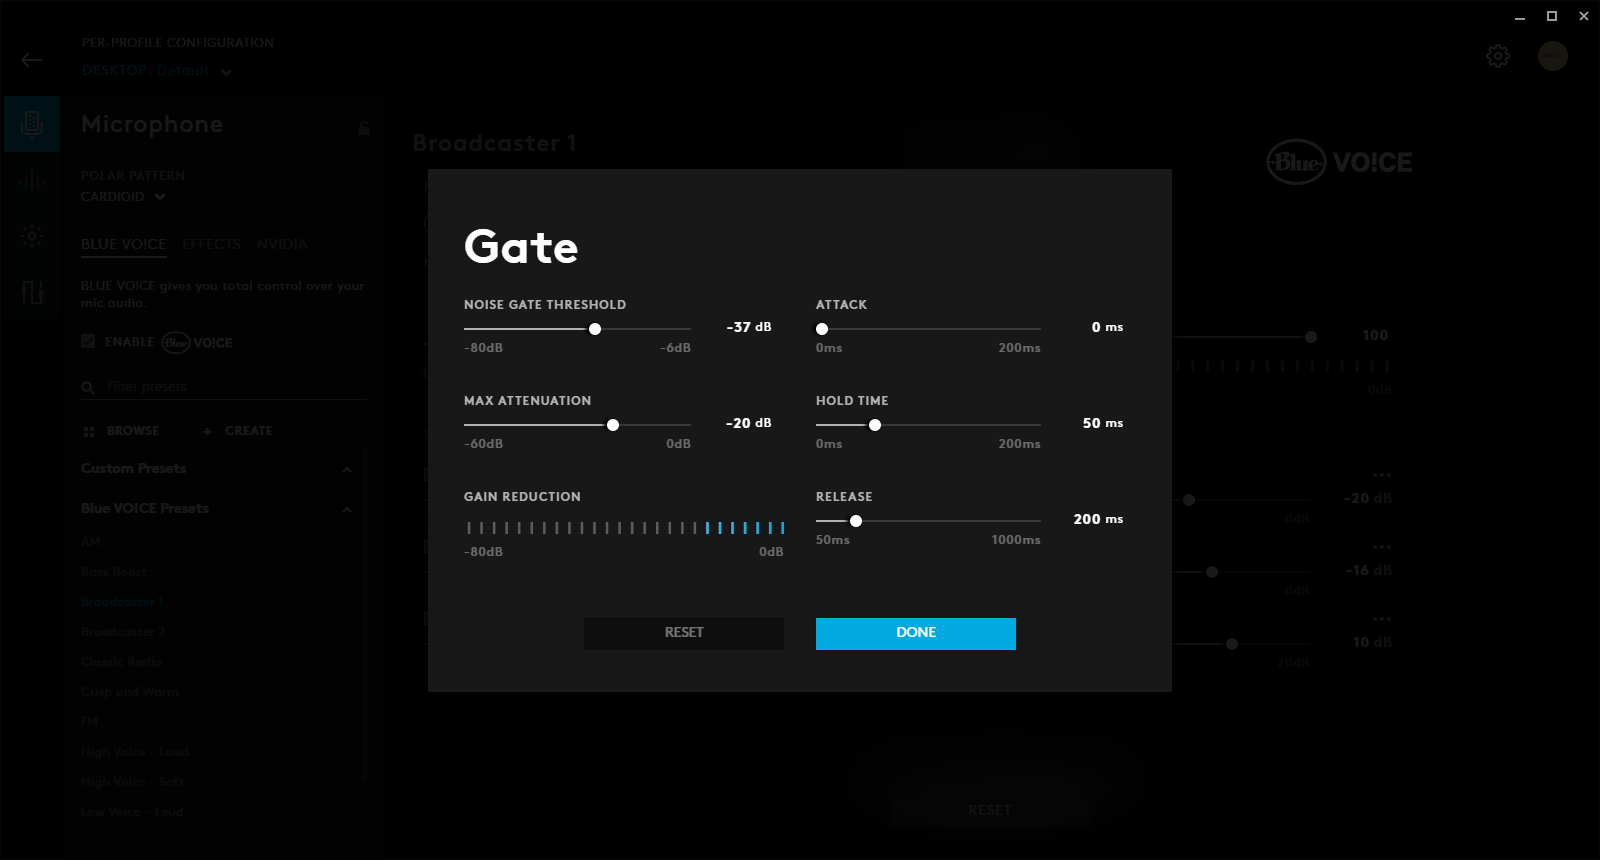 PER-PROFILE CONFIGURATION
DESKTOP: Default
Microphone
POLAR PATTERN
CARDIOID
BLUE VO!CE EFFECTS NVIDIA
BLUE VO!CE gives you total control over your
mic audio.
ENABLE Blue VO!CE
Filter presets
BROWSE + CREATE
Custom Presets
Blue VO!CE Presets
AM
Bass Boost
Broadcaster 1
Broadcaster 2
Classic Radio
Crisp and Warm
FM
High Voice - Loud
High Voice - Soft
Low Voice - Loud
Broadcaster 1
Blue VO!CE
Gate
NOISE GATE THRESHOLD
-37 dB
-80dB -6dB
ATTACK
0 ms
0ms 200ms
MAX ATTENUATION
-20 dB
-60dB 0dB
HOLD TIME
50 ms
0ms 200ms
GAIN REDUCTION
-80dB 0dB
RELEASE
200 ms
50ms 1000ms
RESET DONE
100
0dB
-20 dB
0dB
-16 dB
0dB
10 dB
20dB
RESET